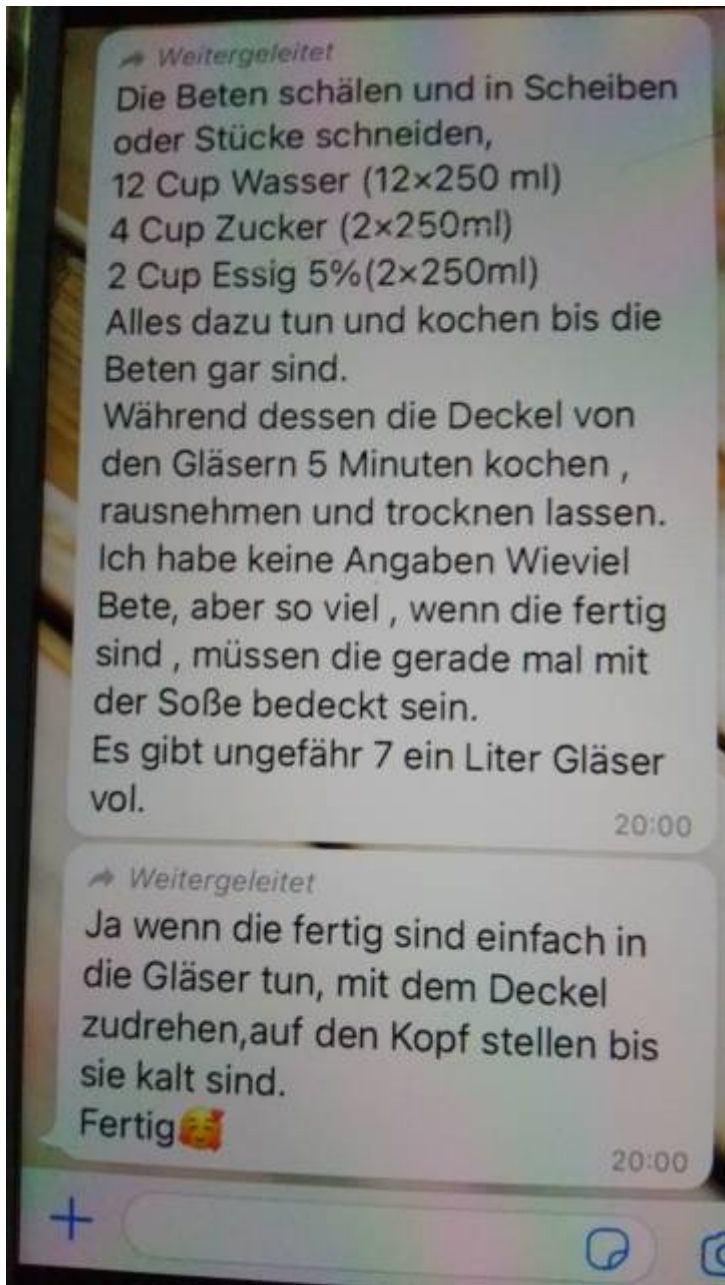 Weitergeleitet
Die Beten schälen und in Scheiben
oder Stücke schneiden,
12 Cup Wasser (12×250 ml)
4 Cup Zucker (2×250ml)
2 Cup Essig 5%(2×250ml)
Alles dazu tun und kochen bis die
Beten gar sind.
Während dessen die Deckel von
den Gläsern 5 Minuten kochen ,
rausnehmen und trocknen lassen.
Ich habe keine Angaben Wieviel
Bete, aber so viel , wenn die fertig
sind , müssen die gerade mal mit
der Soße bedeckt sein.
Es gibt ungefähr 7 ein Liter Gläser
vol.
20:00
Weitergeleitet
Ja wenn die fertig sind einfach in
die Gläser tun, mit dem Deckel
zudrehen,auf den Kopf stellen bis
sie kalt sind.
Fertig🥰
20:00